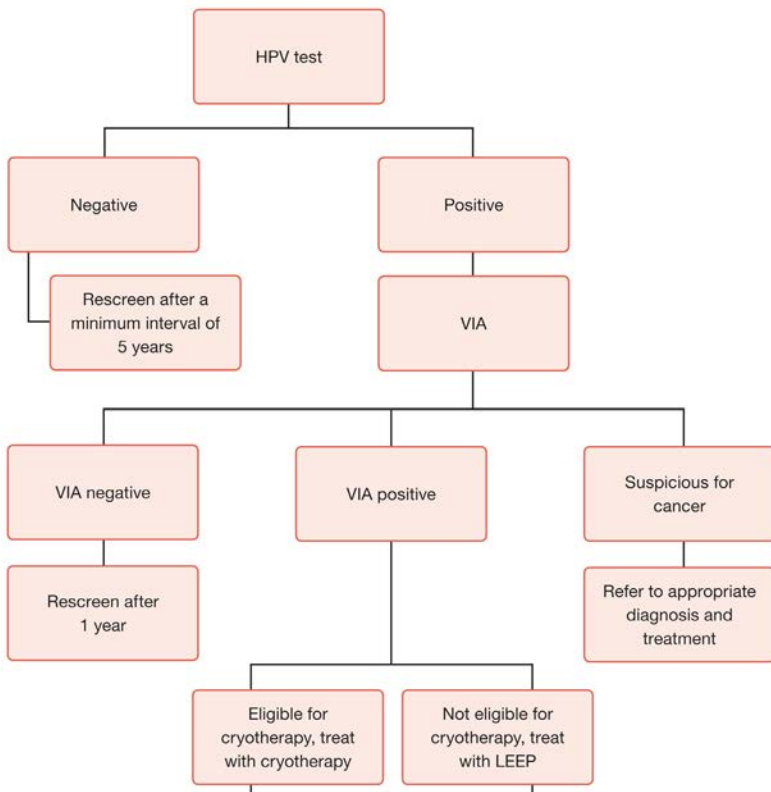 HPV test
Negative
Positive
Rescreen after a
minimum interval of
5 years
VIA
VIA negative
VIA positive
Suspicious for
cancer
Rescreen after
1 year
Refer to appropriate
diagnosis and
treatment
Eligible for
cryotherapy, treat
with cryotherapy
Not eligible for
cryotherapy, treat
with LEEP